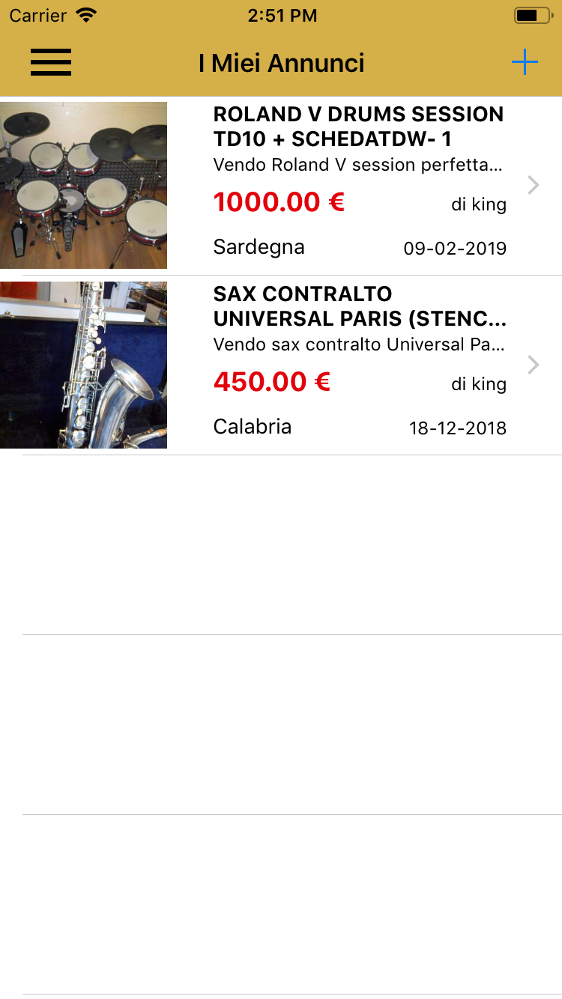 Carrier 2:51 PM
I Miei Annunci
ROLAND V DRUMS SESSION
TD10 + SCHEDATDW- 1
Vendo Roland V session perfetta...
1000.00 € di king
Sardegna 09-02-2019
SAX CONTRALTO
UNIVERSAL PARIS (STENC...
Vendo sax contralto Universal Pa...
450.00 € di king
Calabria 18-12-2018